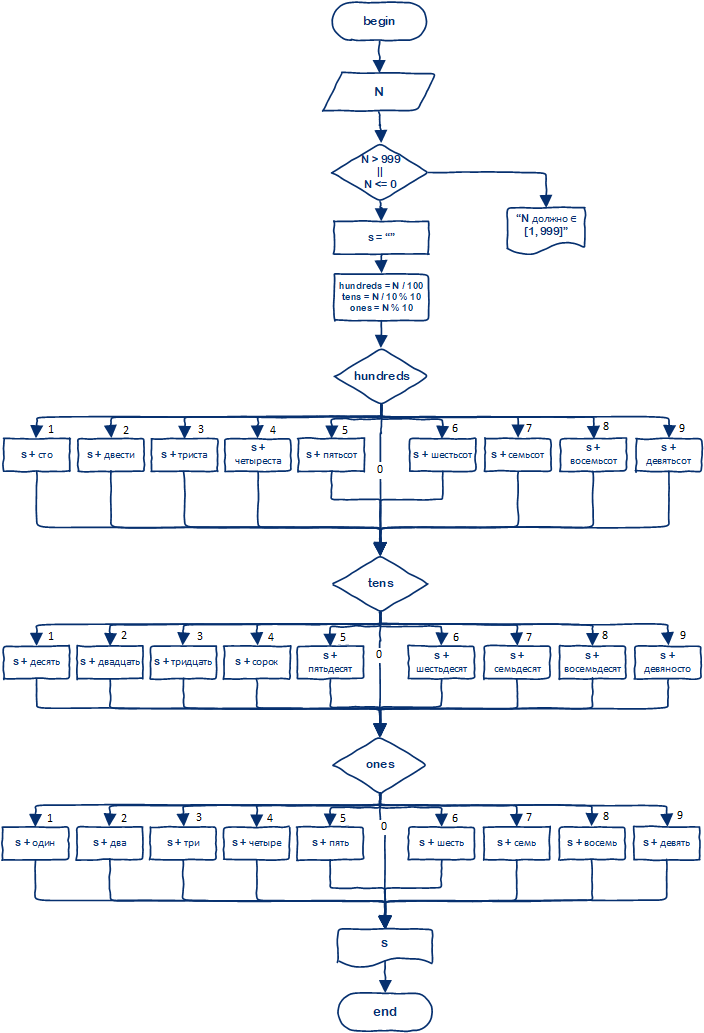 begin
N
N > 999
||
N <= 0
“N должно ∈
[1, 999]”
s = “”
hundreds = N / 100
tens = N / 10 % 10
ones = N % 10
hundreds
1
2
3
4
5
6
7
8
9
s + сто
s + двести
s + триста
s +
четыреста
s + пятьсот
0
s + шестьсот
s + семьсот
s +
восемьсот
s +
девятьсот
tens
1
2
3
4
5
6
7
8
9
s + десять
s + двадцать
s + тридцать
s + сорок
s +
пятьдесят
0
s +
шестьдесят
s +
семьдесят
s +
восемьдесят
s +
девяносто
ones
1
2
3
4
5
6
7
8
9
s + один
s + два
s + три
s + четыре
s + пять
0
s + шесть
s + семь
s + восемь
s + девять
s
end